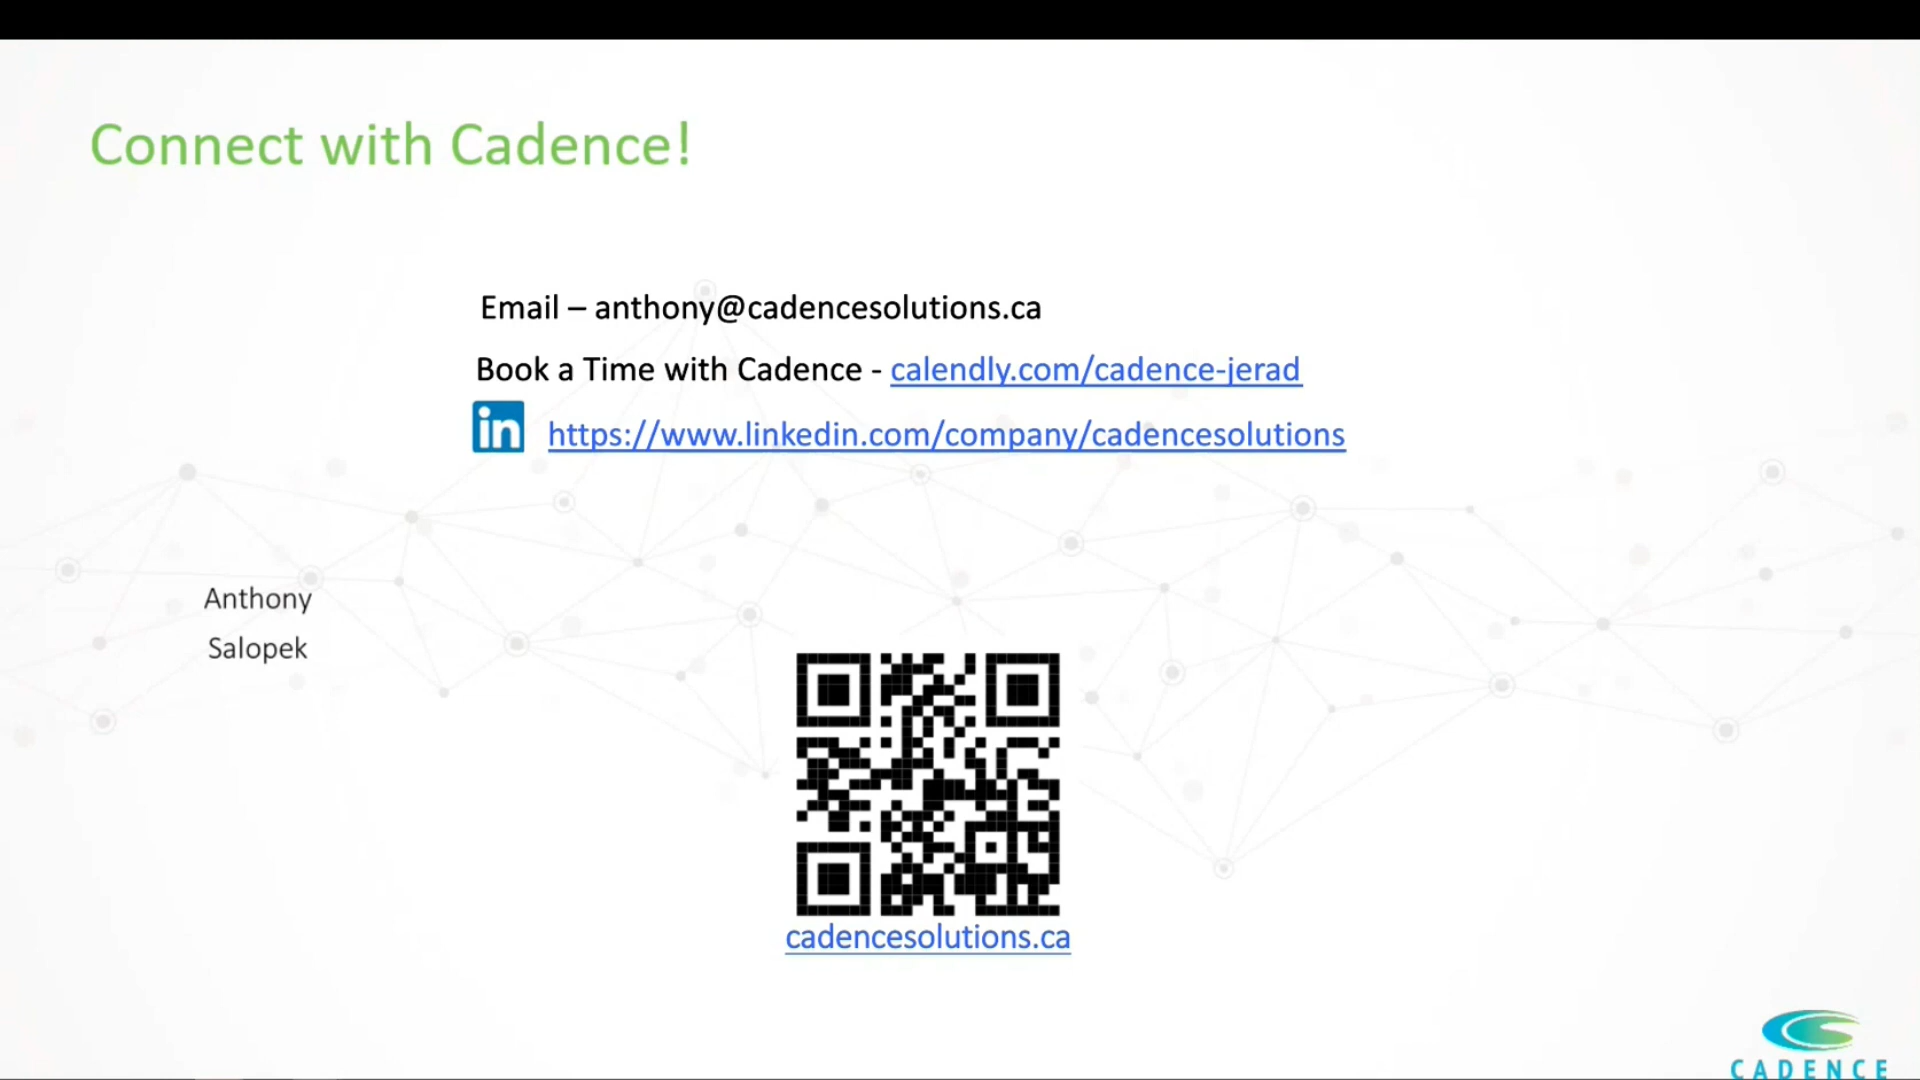 Connect with Cadence!
Email – anthony@cadencesolutions.ca
Book a Time with Cadence - calendly.com/cadence-jerad
in https://www.linkedin.com/company/cadencesolutions
Anthony
Salopek
cadencesolutions.ca
CADENCE